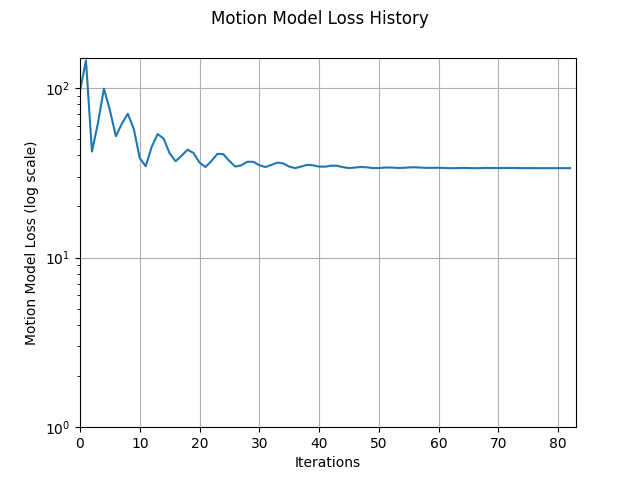 Motion Model Loss History
Motion Model Loss (log scale)
10²
10¹
10⁰
0 10 20 30 40 50 60 70 80
Iterations